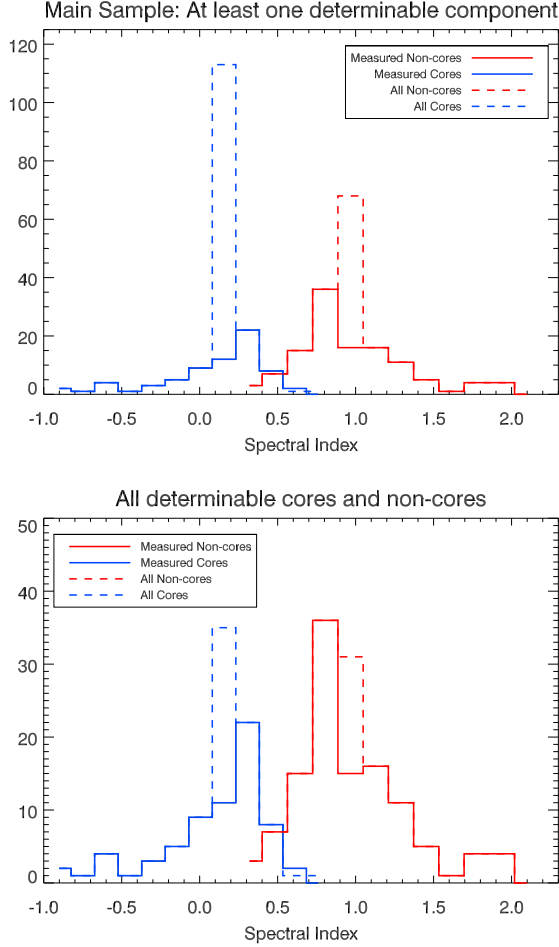 Main Sample: At least one determinable component
120
100
80
60
40
20
0
Measured Non-cores
Measured Cores
All Non-cores
All Cores
-1.0 -0.5 0.0 0.5 1.0 1.5 2.0
Spectral Index
All determinable cores and non-cores
50
40
30
20
10
0
Measured Non-cores
Measured Cores
All Non-cores
All Cores
-1.0 -0.5 0.0 0.5 1.0 1.5 2.0
Spectral Index